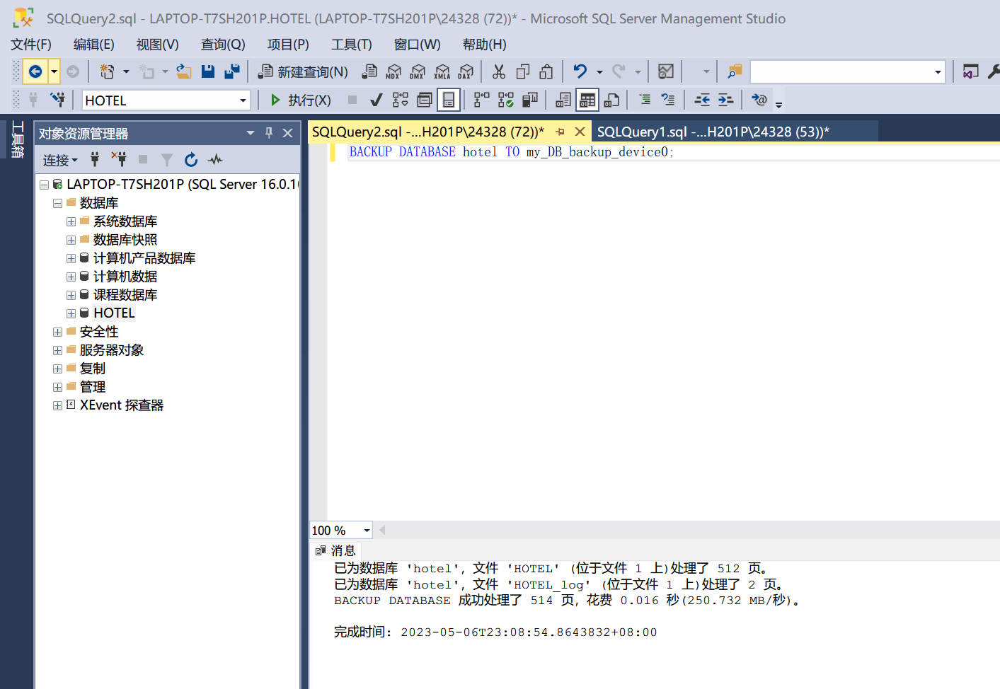 SQLQuery2.sql - LAPTOP-T7SH201P.HOTEL (LAPTOP-T7SH201P\24328 (72))* - Microsoft SQL Server Management Studio
文件(F) 编辑(E) 视图(V) 查询(Q) 项目(P) 工具(T) 窗口(W) 帮助(H)
新建查询(N) MDX DMX XMLA DAX
HOTEL 执行(X)
工具箱
对象资源管理器
SQLQuery2.sql -...H201P\24328 (72))* SQLQuery1.sql -...H201P\24328 (53))*
连接
BACKUP DATABASE hotel TO my_DB_backup_device0;
LAPTOP-T7SH201P (SQL Server 16.0.1
数据库
系统数据库
数据库快照
计算机产品数据库
计算机数据
课程数据库
HOTEL
安全性
服务器对象
复制
管理
XEvent 探查器
100 %
消息
已为数据库 'hotel'，文件 'HOTEL' (位于文件 1 上)处理了 512 页。
已为数据库 'hotel'，文件 'HOTEL_log' (位于文件 1 上)处理了 2 页。
BACKUP DATABASE 成功处理了 514 页，花费 0.016 秒(250.732 MB/秒)。
完成时间: 2023-05-06T23:08:54.8643832+08:00